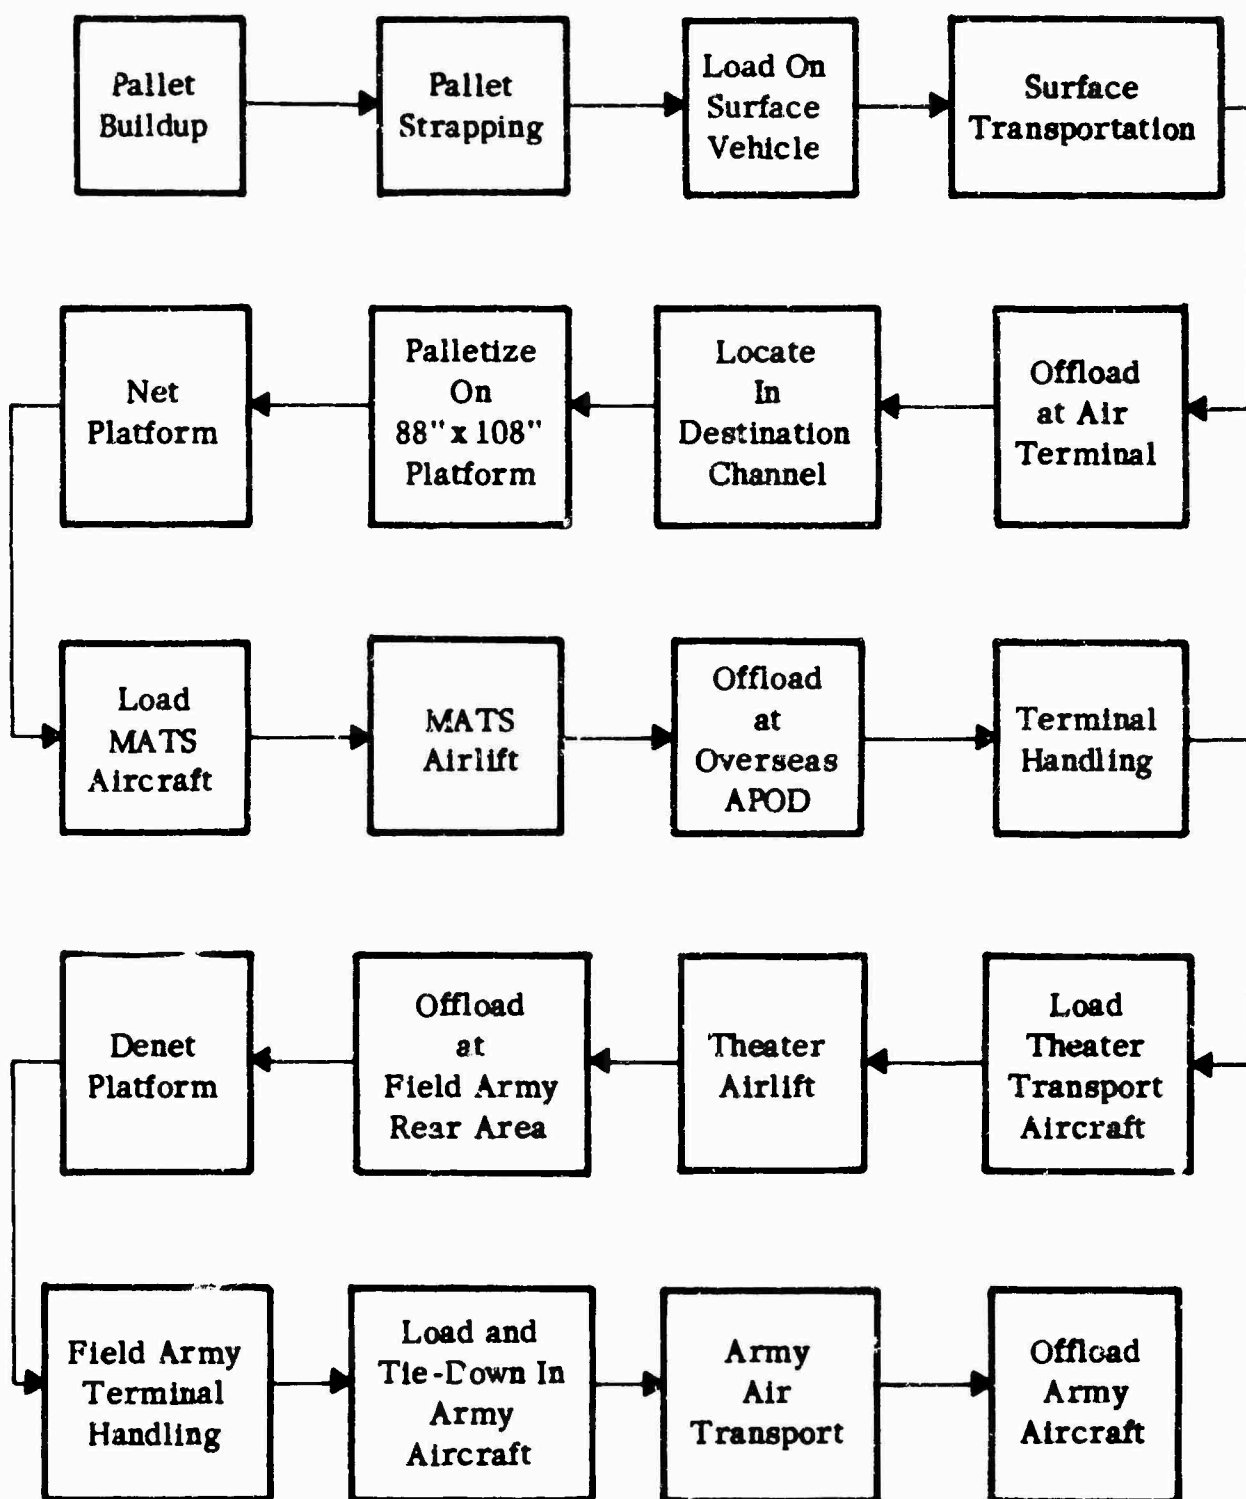 Pallet
Buildup
Pallet
Strapping
Load On
Surface
Vehicle
Surface
Transportation
Offload
at Air
Terminal
Locate
In
Destination
Channel
Palletize
On
88" x 108"
Platform
Net
Platform
Load
MATS
Aircraft
MATS
Airlift
Offload
at
Overseas
APOD
Terminal
Handling
Load
Theater
Transport
Aircraft
Theater
Airlift
Offload
at
Field Army
Rear Area
Denet
Platform
Field Army
Terminal
Handling
Load and
Tie-Down In
Army
Aircraft
Army
Air
Transport
Offload
Army
Aircraft